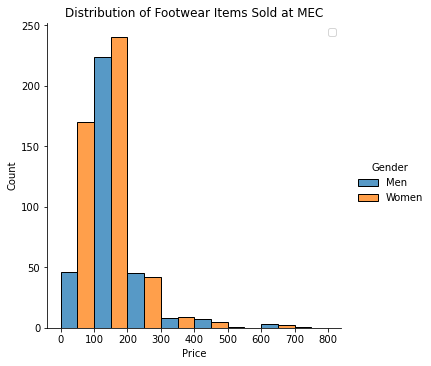 Distribution of Footwear Items Sold at MEC
250
200
150
100
50
0
Count
0 100 200 300 400 500 600 700 800
Price
Gender
Men
Women